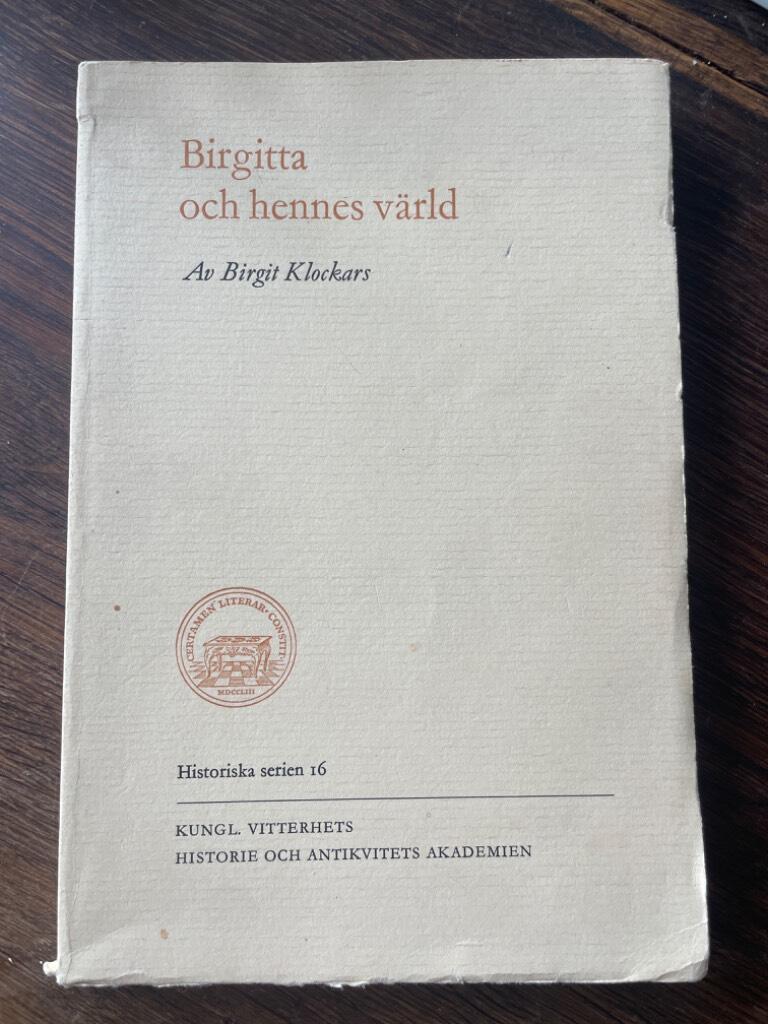 Birgitta
och hennes värld
Av Birgit Klockars
CERTAMEN LITERAR· CONSTIT·
MDCCLIII
Historiska serien 16
KUNGL. VITTERHETS
HISTORIE OCH ANTIKVITETS AKADEMIEN